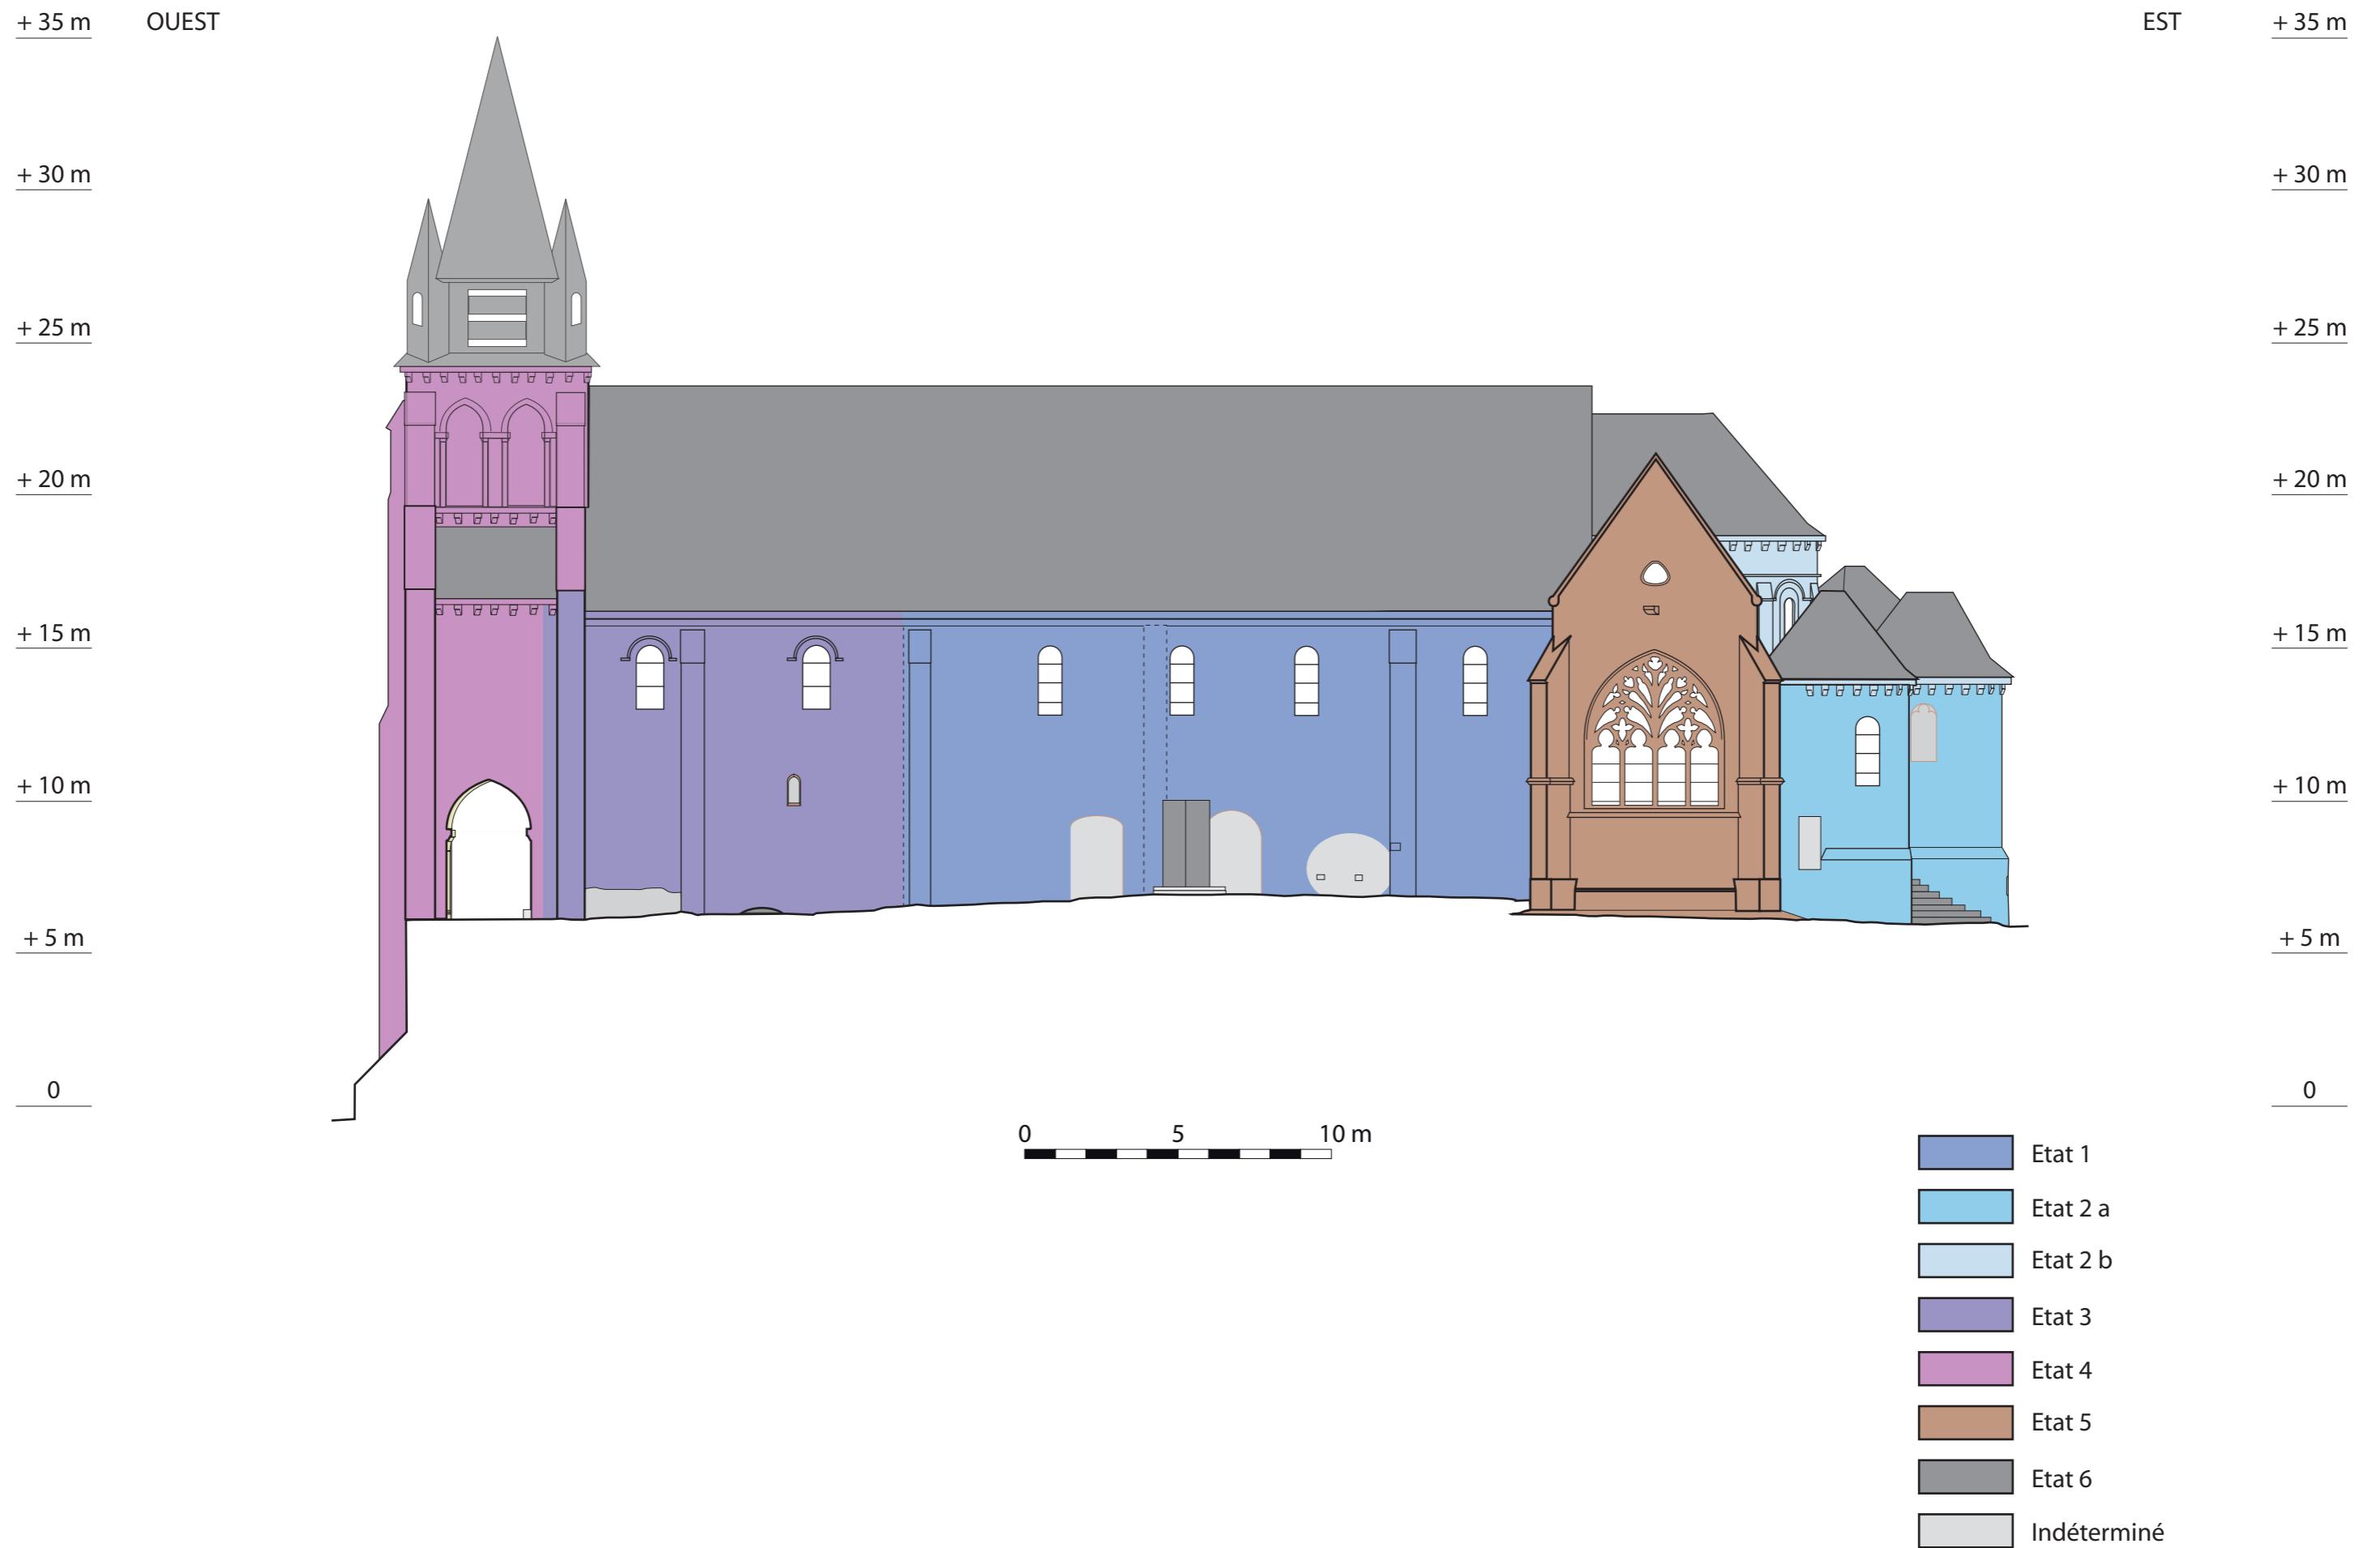 + 35 m OUEST EST + 35 m
+ 30 m + 30 m
+ 25 m + 25 m
+ 20 m + 20 m
+ 15 m + 15 m
+ 10 m + 10 m
+ 5 m + 5 m
0 0
0 5 10 m
Etat 1
Etat 2 a
Etat 2 b
Etat 3
Etat 4
Etat 5
Etat 6
Indéterminé